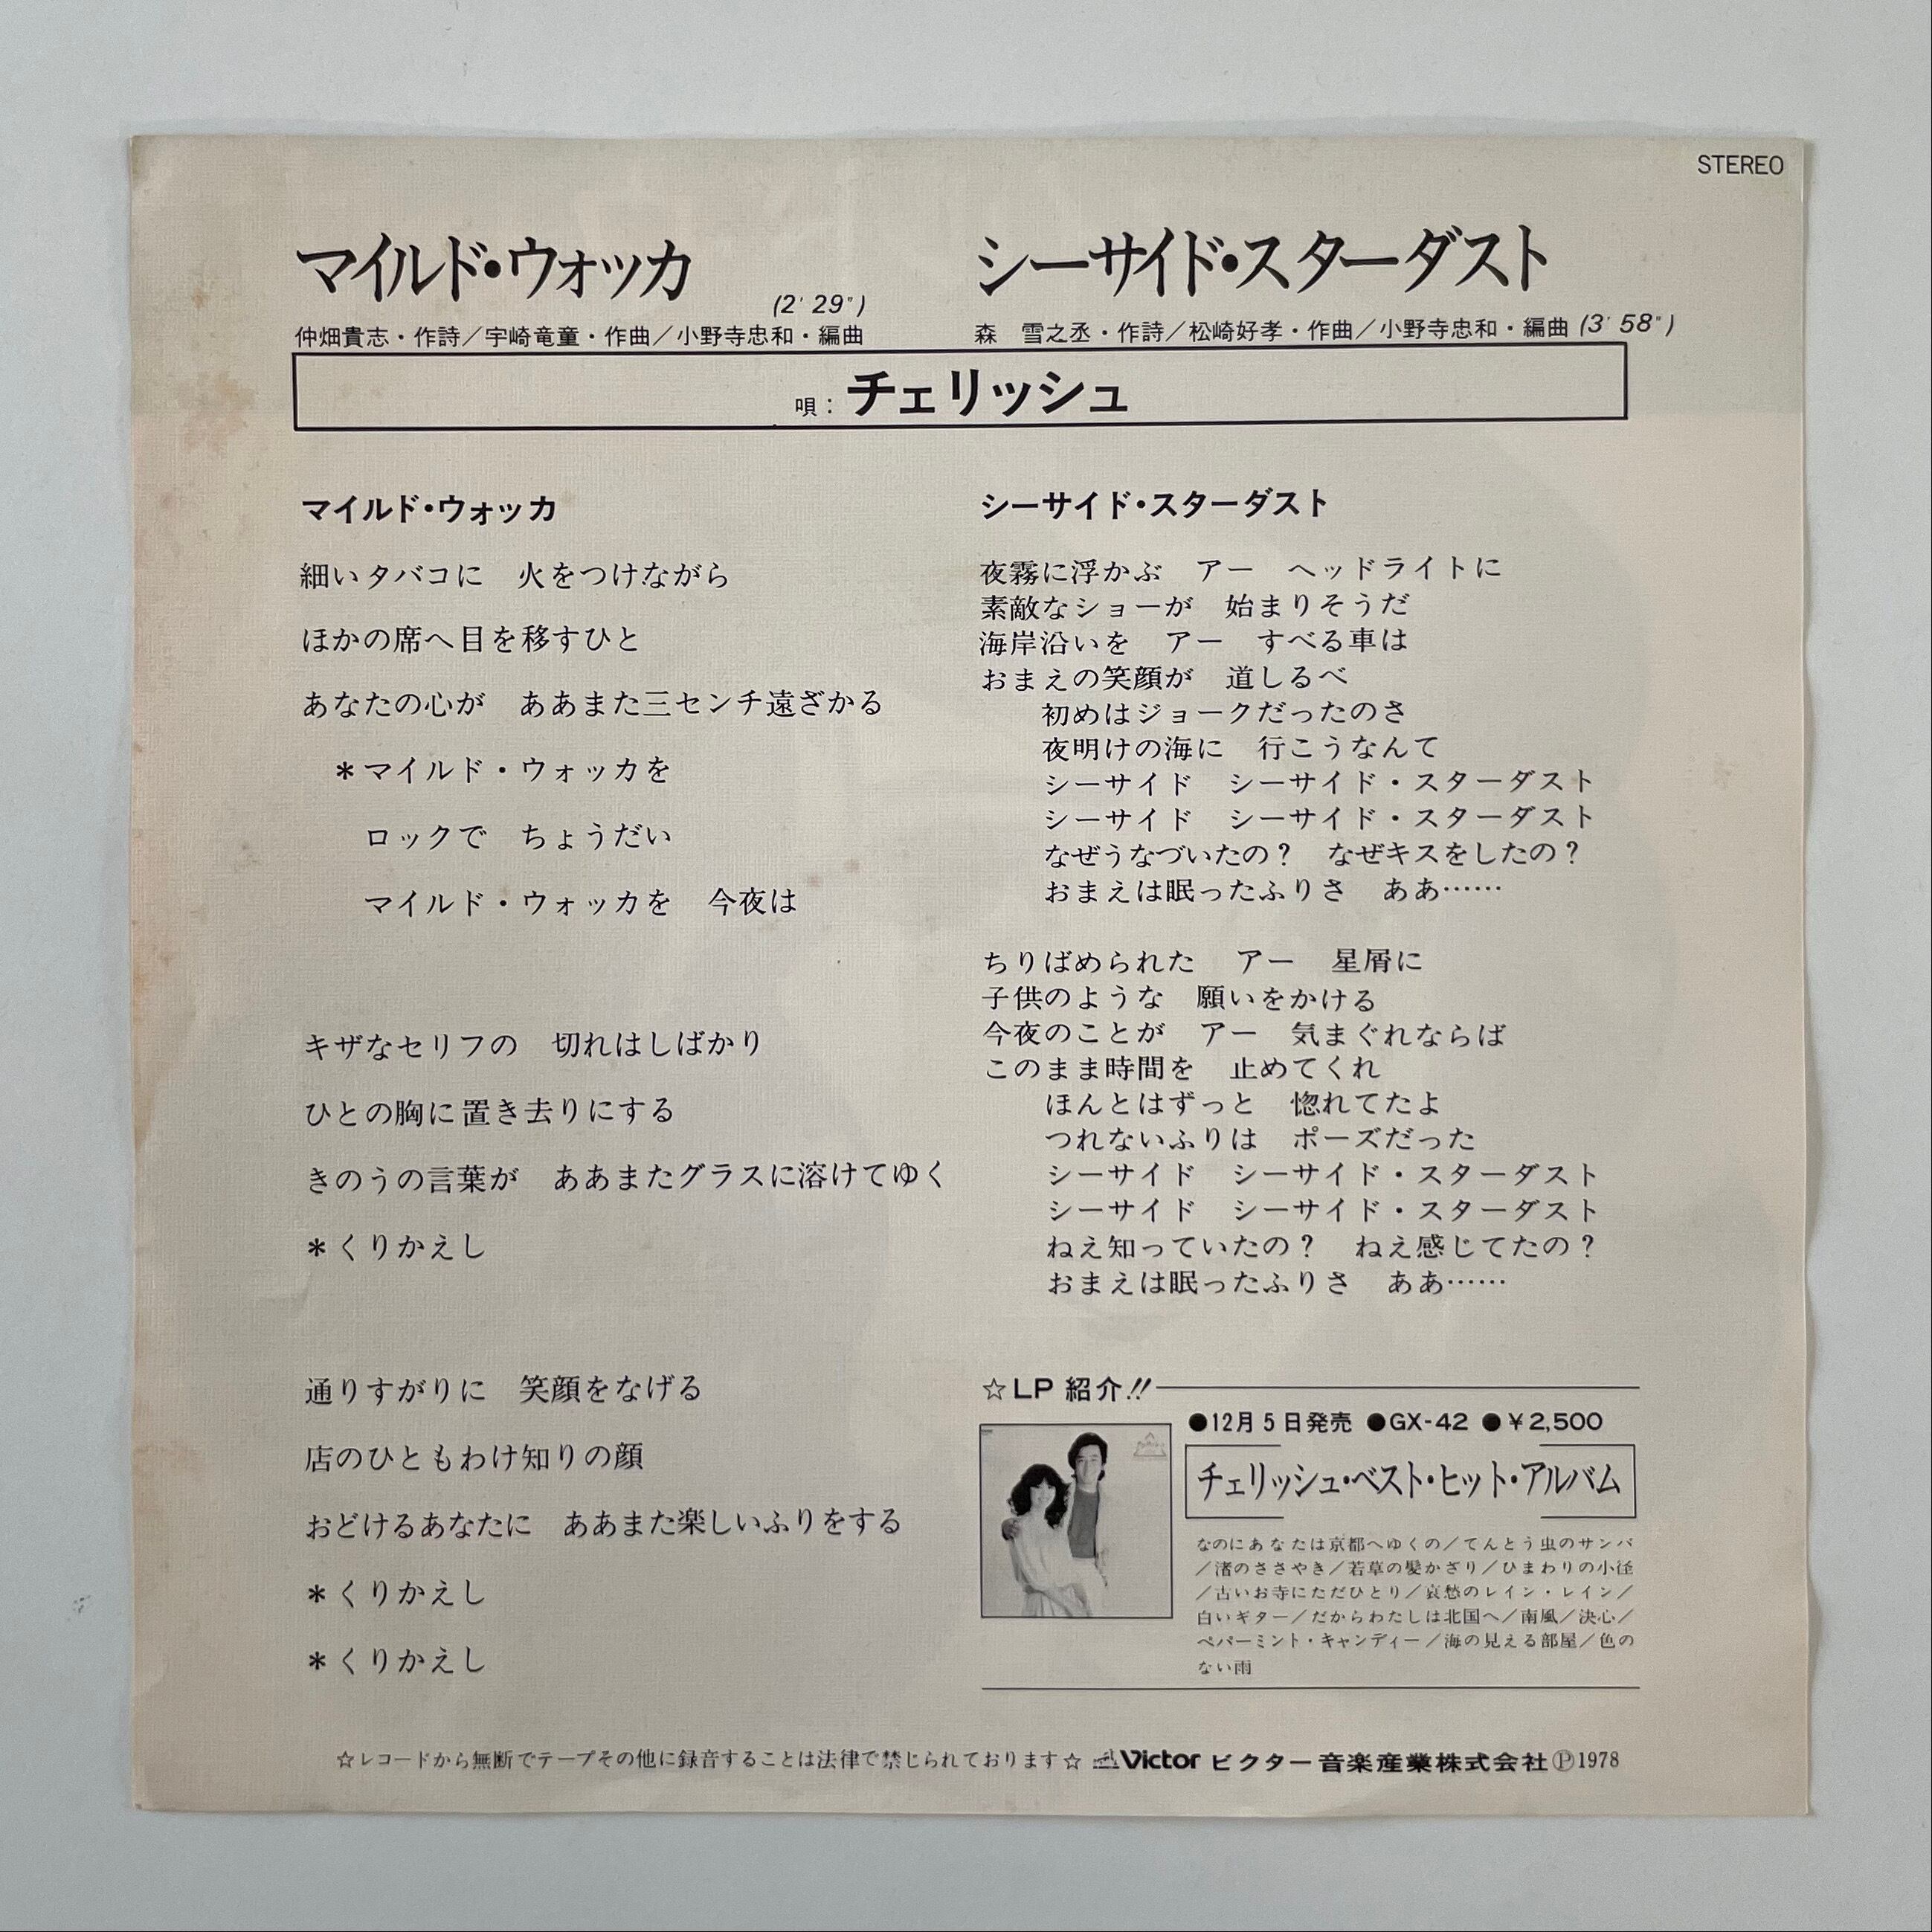 STEREO
マイルド・ウォッカ
(2′29″)
仲畑貴志・作詩／宇崎竜童・作曲／小野寺忠和・編曲
シーサイド・スターダスト
森　雪之丞・作詩／松崎好孝・作曲／小野寺忠和・編曲 (3′58″)
唄：チェリッシュ
マイルド・ウォッカ
細いタバコに　火をつけながら
ほかの席へ目を移すひと
あなたの心が　ああまた三センチ遠ざかる
＊マイルド・ウォッカを
ロックで　ちょうだい
マイルド・ウォッカを　今夜は
キザなセリフの　切れはしばかり
ひとの胸に置き去りにする
きのうの言葉が　ああまたグラスに溶けてゆく
＊くりかえし
通りすがりに　笑顔をなげる
店のひともわけ知りの顔
おどけるあなたに　ああまた楽しいふりをする
＊くりかえし
＊くりかえし
シーサイド・スターダスト
夜霧に浮かぶ　アー　ヘッドライトに
素敵なショーが　始まりそうだ
海岸沿いを　アー　すべる車は
おまえの笑顔が　道しるべ
初めはジョークだったのさ
夜明けの海に　行こうなんて
シーサイド　シーサイド・スターダスト
シーサイド　シーサイド・スターダスト
なぜうなづいたの？　なぜキスをしたの？
おまえは眠ったふりさ　ああ……
ちりばめられた　アー　星屑に
子供のような　願いをかける
今夜のことが　アー　気まぐれならば
このまま時間を　止めてくれ
ほんとはずっと　惚れてたよ
つれないふりは　ポーズだった
シーサイド　シーサイド・スターダスト
シーサイド　シーサイド・スターダスト
ねえ知っていたの？　ねえ感じてたの？
おまえは眠ったふりさ　ああ……
☆LP 紹介!!
●12月5日発売 ●GX-42 ●¥2,500
チェリッシュ・ベスト・ヒット・アルバム
なのにあなたは京都へゆくの／てんとう虫のサンバ
／渚のささやき／若草の髪かざり／ひまわりの小径
／古いお寺にただひとり／哀愁のレイン・レイン／
白いギター／だからわたしは北国へ／南風／決心／
ペパーミント・キャンディー／海の見える部屋／色の
ない雨
☆レコードから無断でテープその他に録音することは法律で禁じられております☆ Victor ビクター音楽産業株式会社Ⓟ1978